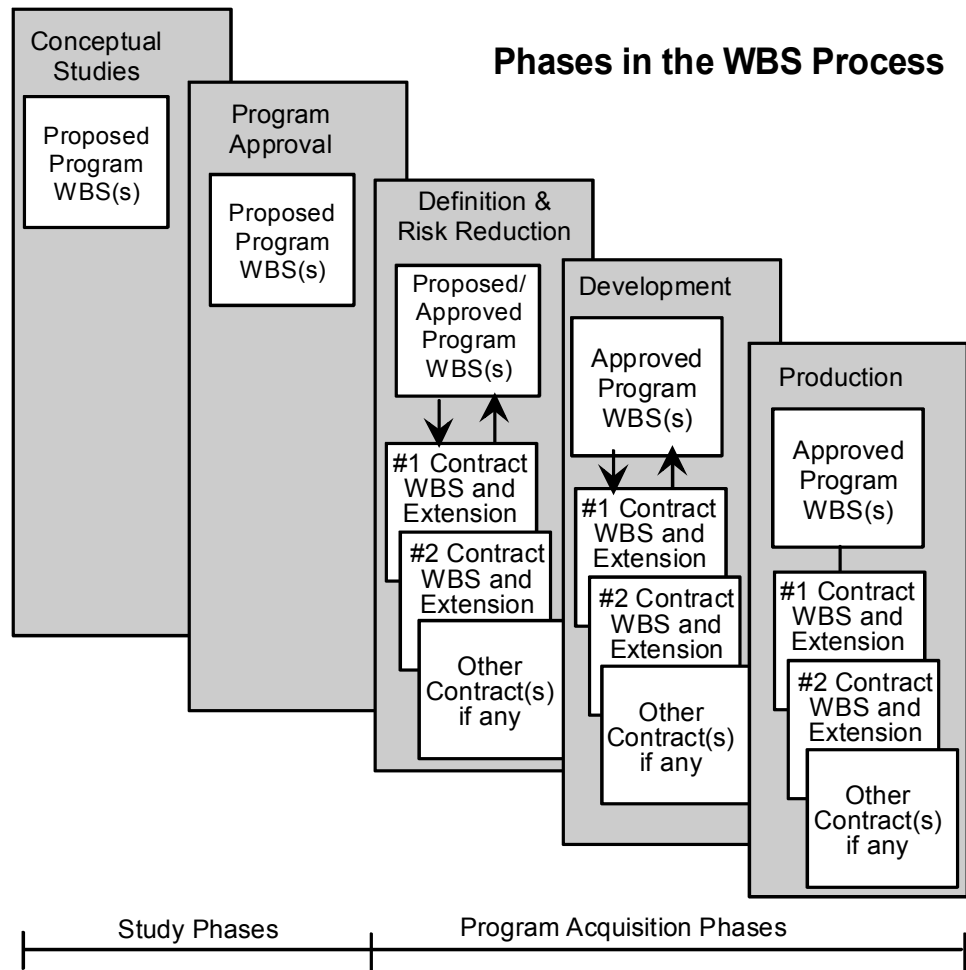 Phases in the WBS Process
Conceptual
Studies
Proposed
Program
WBS(s)
Program
Approval
Proposed
Program
WBS(s)
Definition &
Risk Reduction
Proposed/
Approved
Program
WBS(s)
#1 Contract
WBS and
Extension
#2 Contract
WBS and
Extension
Other
Contract(s)
if any
Development
Approved
Program
WBS(s)
#1 Contract
WBS and
Extension
#2 Contract
WBS and
Extension
Other
Contract(s)
if any
Production
Approved
Program
WBS(s)
#1 Contract
WBS and
Extension
#2 Contract
WBS and
Extension
Other
Contract(s)
if any
Study Phases
Program Acquisition Phases